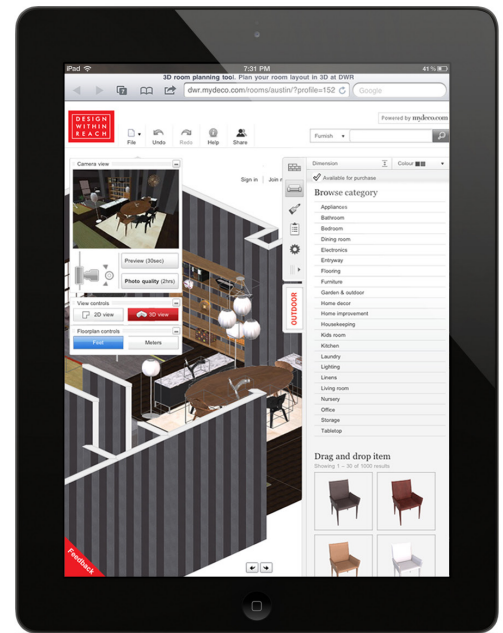 iPad
7:31 PM
41%
3D room planning tool. Plan your room layout in 3D at DWR
dwr.mydeco.com/rooms/austin/?profile=152
Google
DESIGN
WITHIN
REACH
Powered by mydeco.com
File
Undo
Redo
Help
Share
Furnish
Camera view
Sign in
Join
Preview (30sec)
Photo quality (2hrs)
View controls
2D view
3D view
Floorplan controls
Feet
Meters
OUTDOOR
Dimension
Colour
Available for purchase
Browse category
Appliances
Bathroom
Bedroom
Dining room
Electronics
Entryway
Flooring
Furniture
Garden & outdoor
Home decor
Home improvement
Housekeeping
Kids room
Kitchen
Laundry
Lighting
Linens
Living room
Nursery
Office
Storage
Tabletop
Drag and drop item
Showing 1 – 30 of 1000 results
Feedback